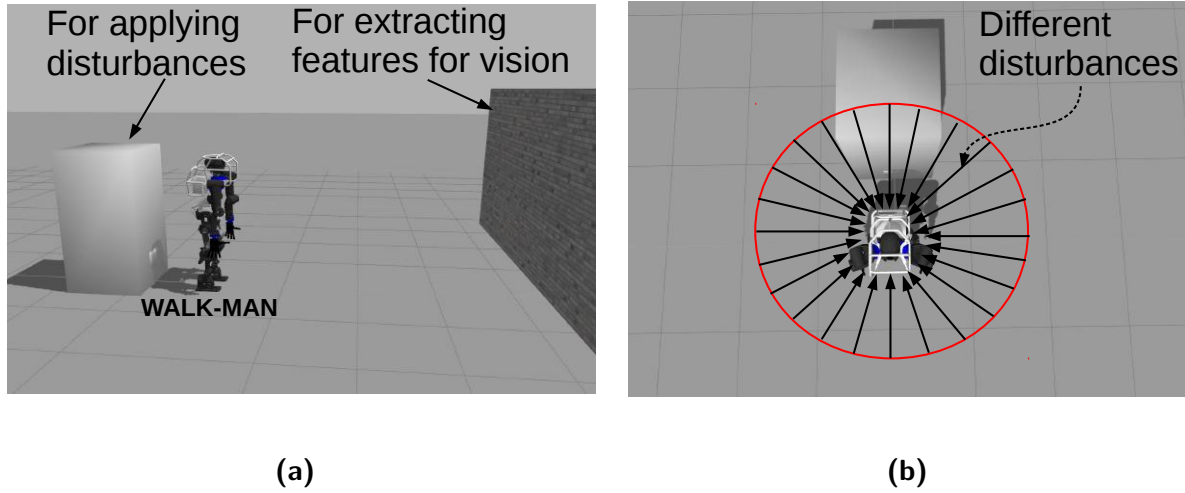 For applying
disturbances
For extracting
features for vision
WALK-MAN
(a)
Different
disturbances
(b)